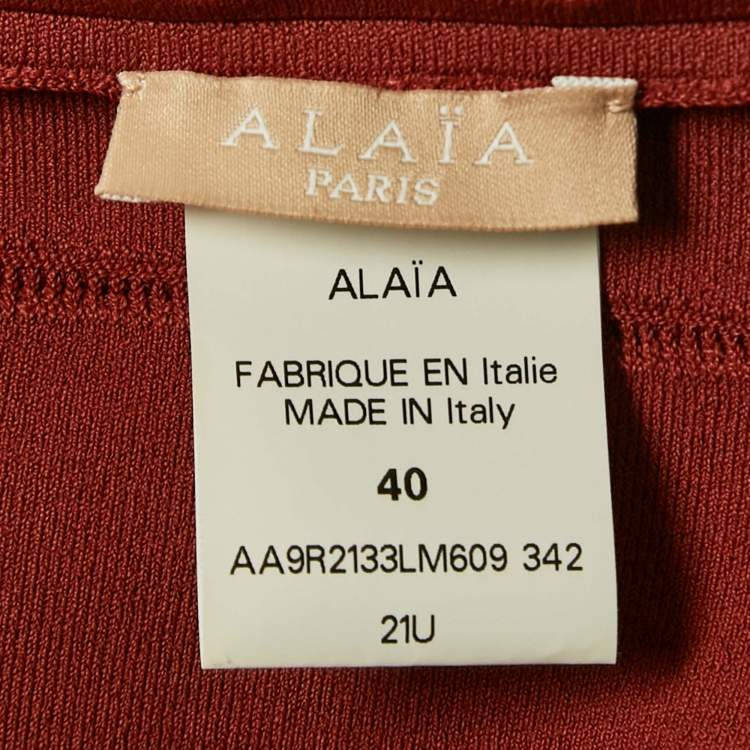 ALAÏA
PARIS
ALAÏA
FABRIQUE EN Italie
MADE IN Italy
40
AA9R2133LM609 342
21U